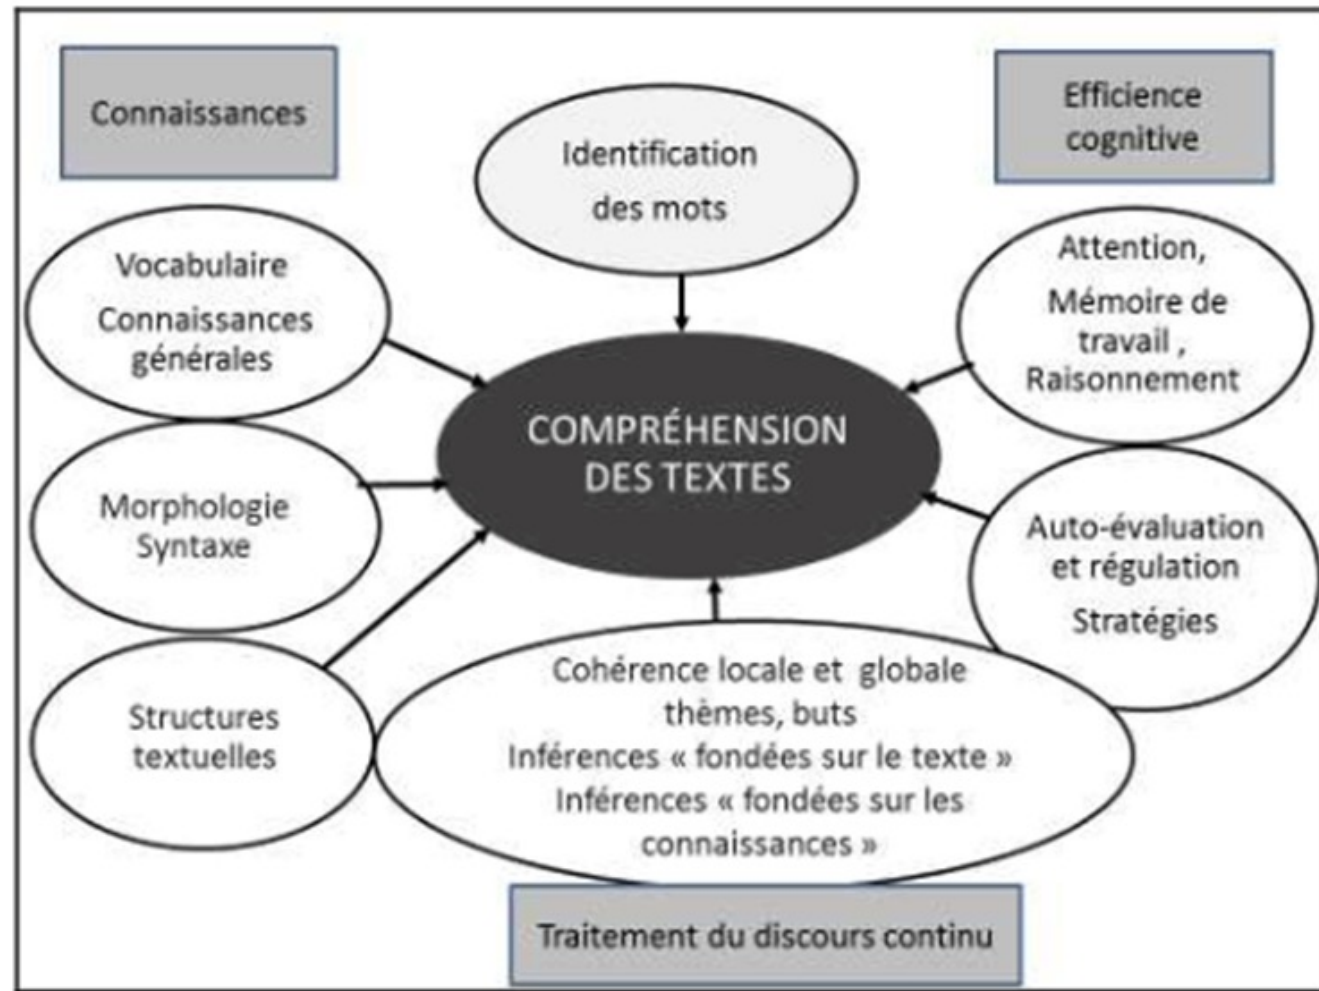 Connaissances
Efficience
cognitive
Identification
des mots
Vocabulaire
Connaissances
générales
Attention,
Mémoire de
travail ,
Raisonnement
COMPRÉHENSION
DES TEXTES
Morphologie
Syntaxe
Auto-évaluation
et régulation
Stratégies
Structures
textuelles
Cohérence locale et globale
thèmes, buts
Inférences « fondées sur le texte »
Inférences « fondées sur les
connaissances »
Traitement du discours continu